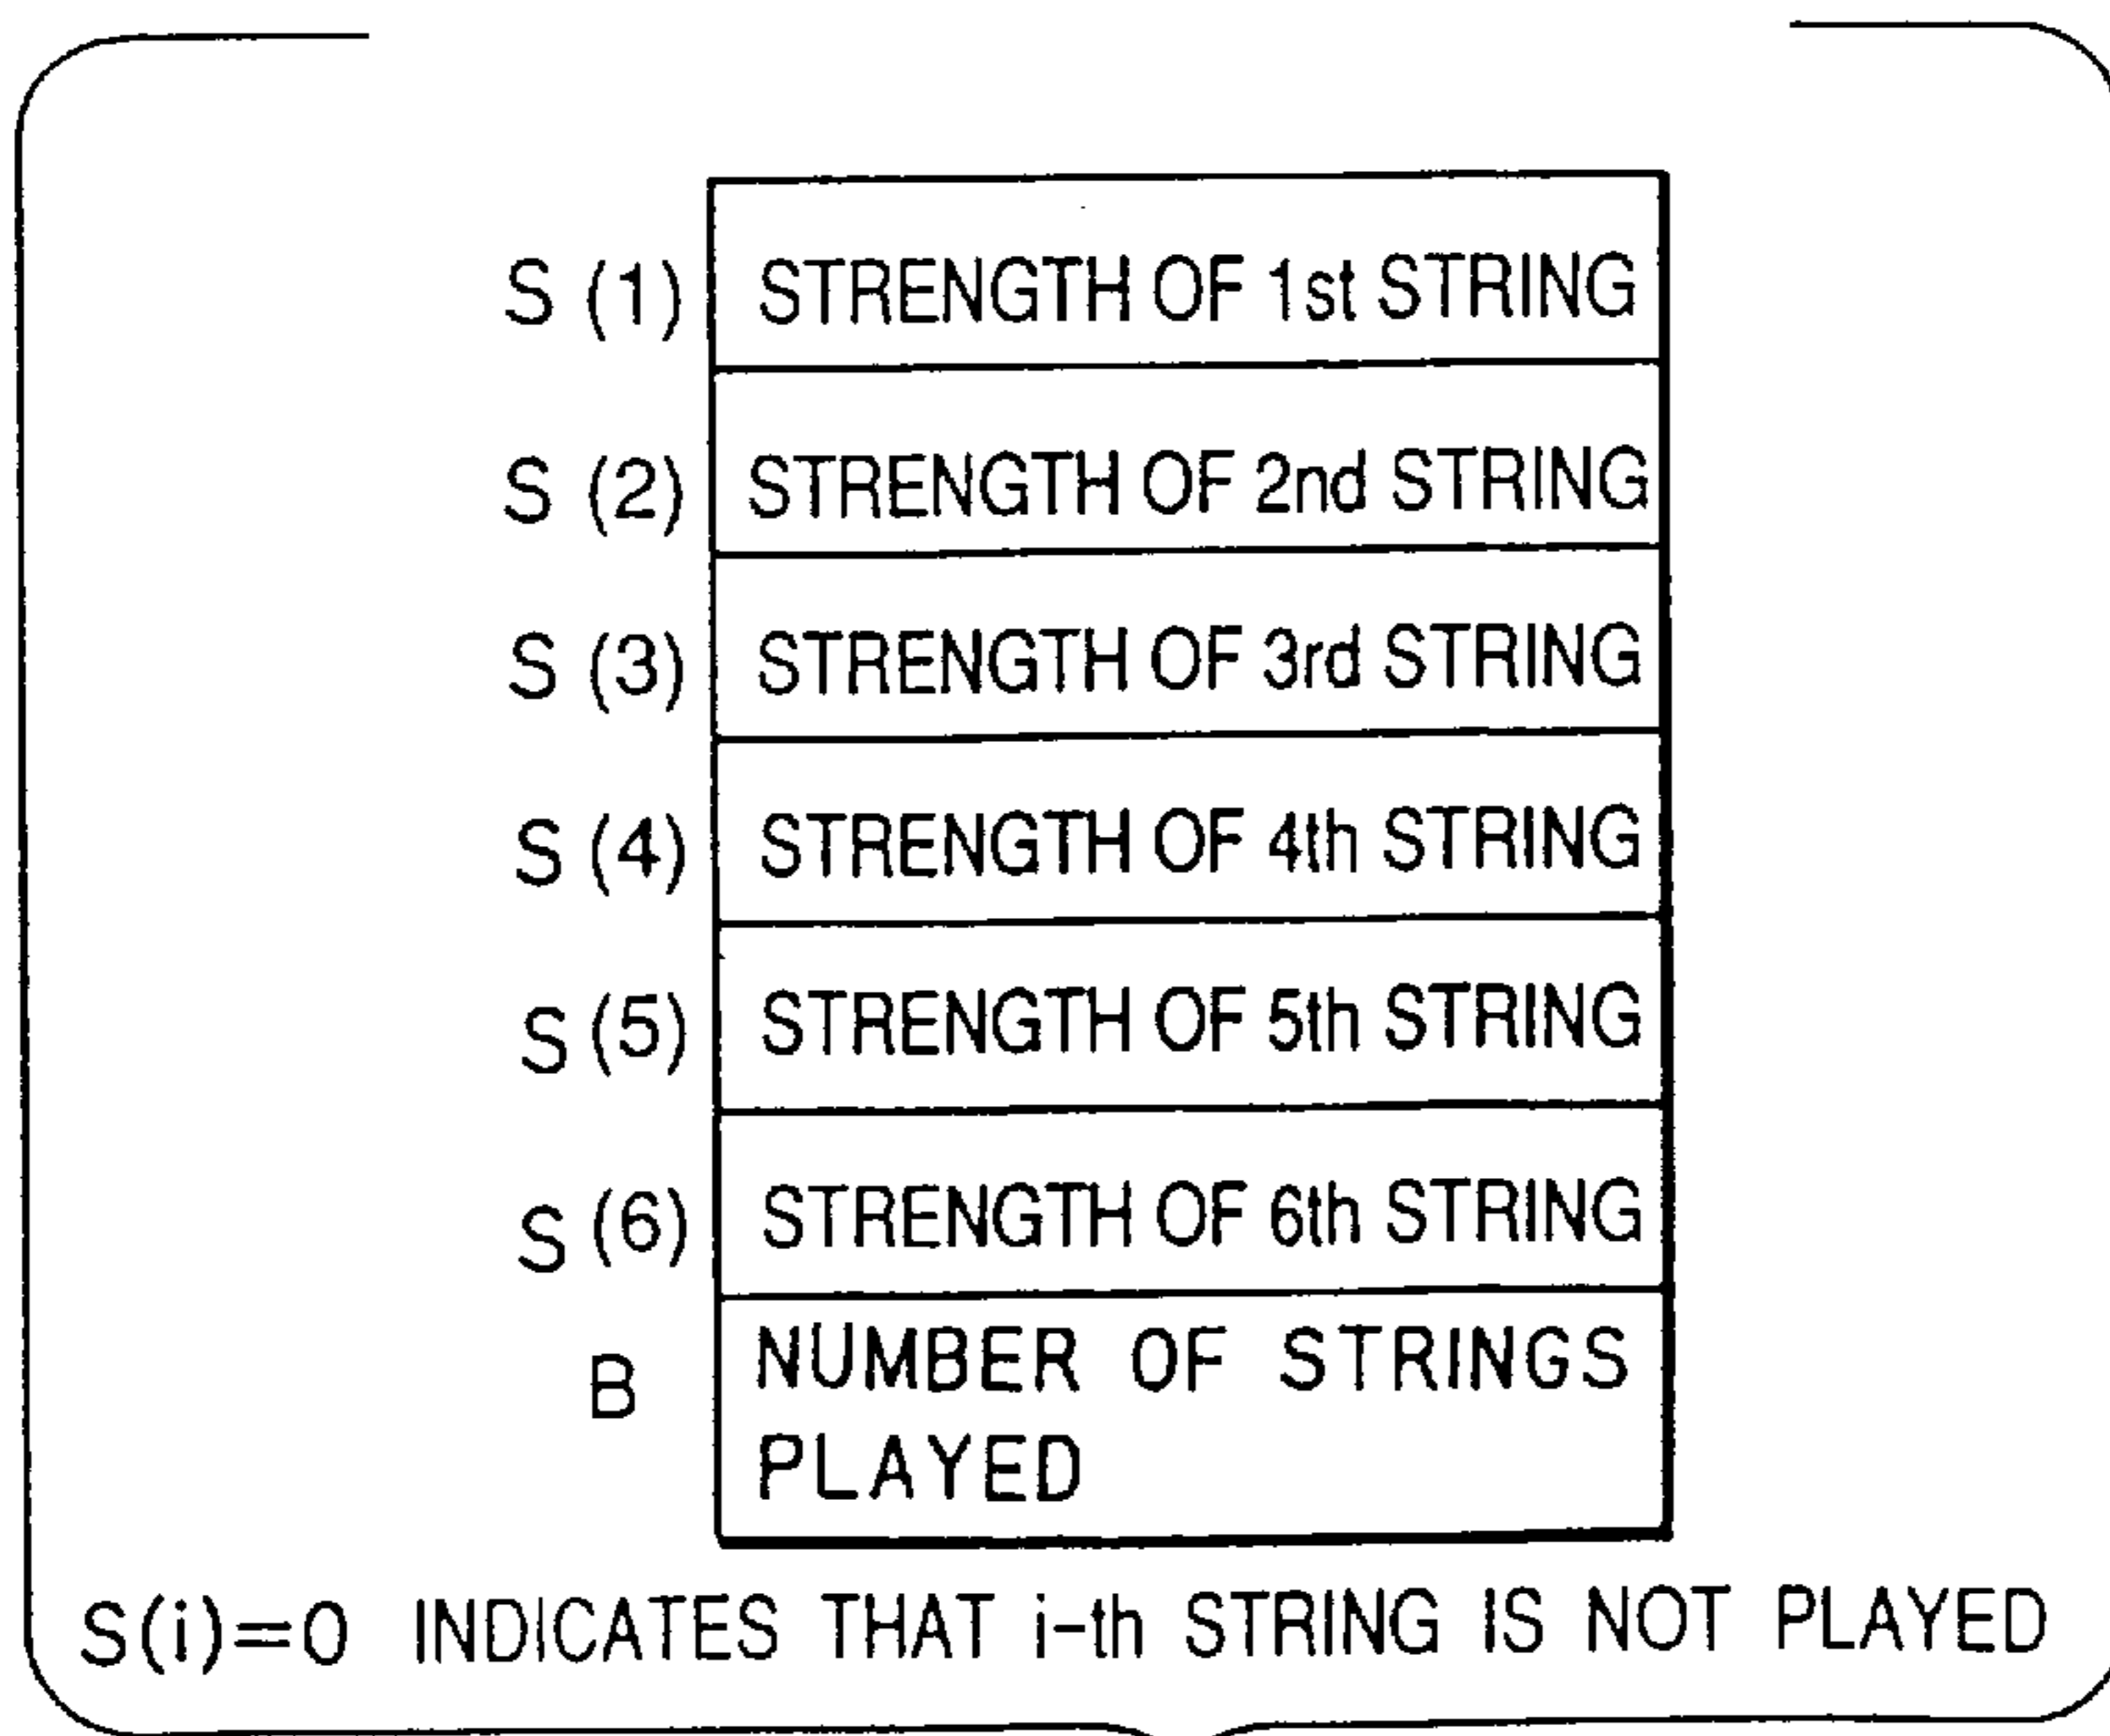 S (1) STRENGTH OF 1st STRING
S (2) STRENGTH OF 2nd STRING
S (3) STRENGTH OF 3rd STRING
S (4) STRENGTH OF 4th STRING
S (5) STRENGTH OF 5th STRING
S (6) STRENGTH OF 6th STRING
B NUMBER OF STRINGS
PLAYED
S(i)=0 INDICATES THAT i-th STRING IS NOT PLAYED